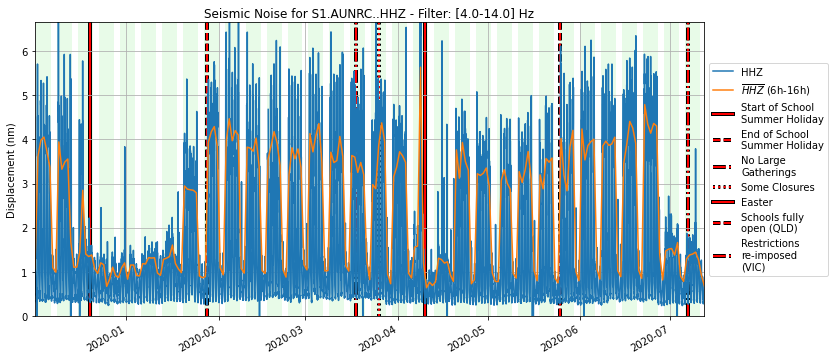 Seismic Noise for S1.AUNRC..HHZ - Filter: [4.0-14.0] Hz
Displacement (nm)
6
5
4
3
2
1
0
2020-01
2020-02
2020-03
2020-04
2020-05
2020-06
2020-07
HHZ
HHZ (6h-16h)
Start of School
Summer Holiday
End of School
Summer Holiday
No Large
Gatherings
Some Closures
Easter
Schools fully
open (QLD)
Restrictions
re-imposed
(VIC)